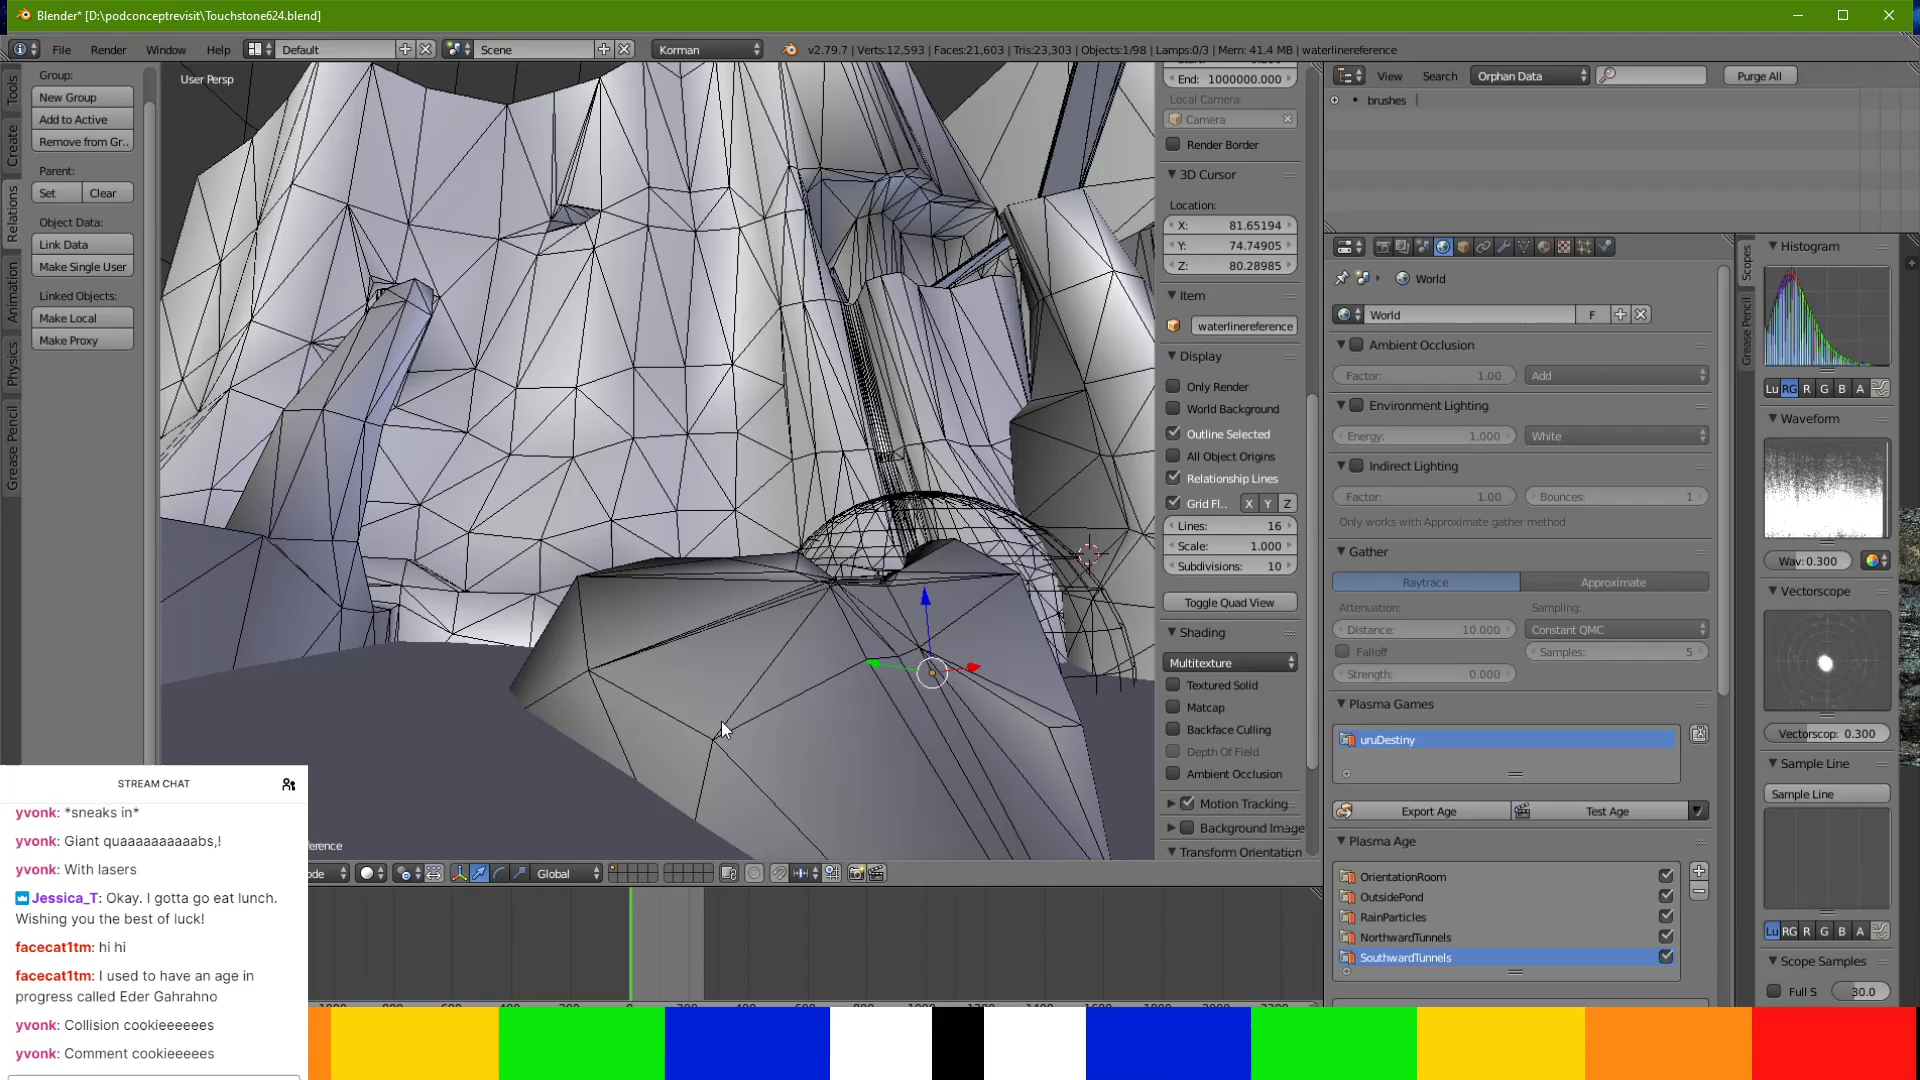 Blender* [D:\podconceptrevisit\Touchstone624.blend]
File Render Window Help Default Scene Korman v2.79.7 | Verts:12,593 | Faces:21,603 | Tris:23,303 | Objects:1/98 | Lamps:0/3 | Mem: 41.4 MB | waterlinereference
Tools
Create
Relations
Animation
Physics
Grease Pencil
Group:
New Group
Add to Active
Remove from Gr..
Parent:
Set Clear
Object Data:
Link Data
Make Single User
Linked Objects:
Make Local
Make Proxy
User Persp
erence
End: 1000000.000
Local Camera:
Camera
Render Border
3D Cursor
Location:
X: 81.65194
Y: 74.74905
Z: 80.28985
Item
waterlinereference
Display
Only Render
World Background
Outline Selected
All Object Origins
Relationship Lines
Grid Fl.. X Y Z
Lines: 16
Scale: 1.000
Subdivisions: 10
Toggle Quad View
Shading
Multitexture
Textured Solid
Matcap
Backface Culling
Depth Of Field
Ambient Occlusion
Motion Tracking
Background Image
Transform Orientation
ode Global
View Search Orphan Data Purge All
brushes
World
World F
Ambient Occlusion
Factor: 1.00 Add
Environment Lighting
Energy: 1.000 White
Indirect Lighting
Factor: 1.00 Bounces: 1
Only works with Approximate gather method
Gather
Raytrace Approximate
Attenuation: Sampling:
Distance: 10.000 Constant QMC
Falloff Samples: 5
Strength: 0.000
Plasma Games
uruDestiny
Export Age Test Age
Plasma Age
OrientationRoom
OutsidePond
RainParticles
NorthwardTunnels
SouthwardTunnels
Scopes
Grease Pencil
Histogram
Lu RG R G B A
Waveform
Wav: 0.300
Vectorscope
Vectorscop: 0.300
Sample Line
Sample Line
Lu RG R G B A
Scope Samples
Full S 30.0
STREAM CHAT
yvonk: *sneaks in*
yvonk: Giant quaaaaaaaaaabs,!
yvonk: With lasers
Jessica_T: Okay. I gotta go eat lunch.
Wishing you the best of luck!
facecat1tm: hi hi
facecat1tm: I used to have an age in
progress called Eder Gahrahno
yvonk: Collision cookieeeeees
yvonk: Comment cookieeeees